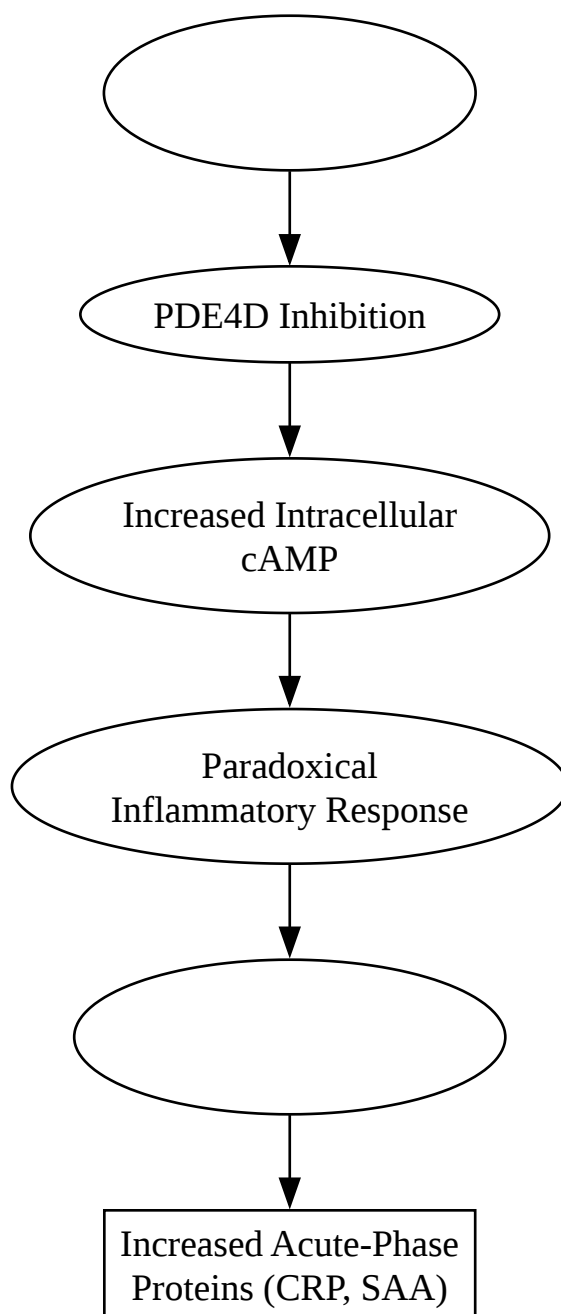 PDE4D Inhibition
Increased Intracellular
cAMP
Paradoxical
Inflammatory Response
Increased Acute-Phase
Proteins (CRP, SAA)